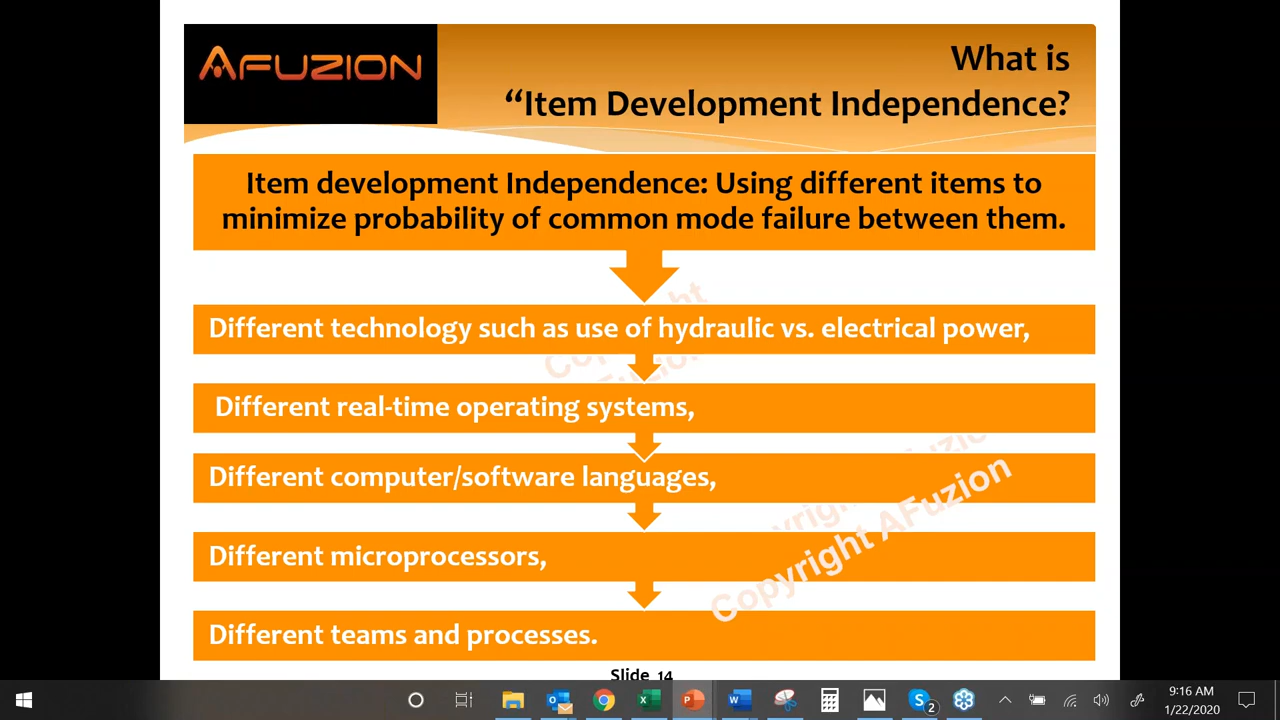 AFUZION
What is
“Item Development Independence?
Item development Independence: Using different items to
minimize probability of common mode failure between them.
Different technology such as use of hydraulic vs. electrical power,
Different real-time operating systems,
Different computer/software languages,
Different microprocessors,
Copyright AFuzion
Different teams and processes.
Slide 14
2
9:16 AM
1/22/2020